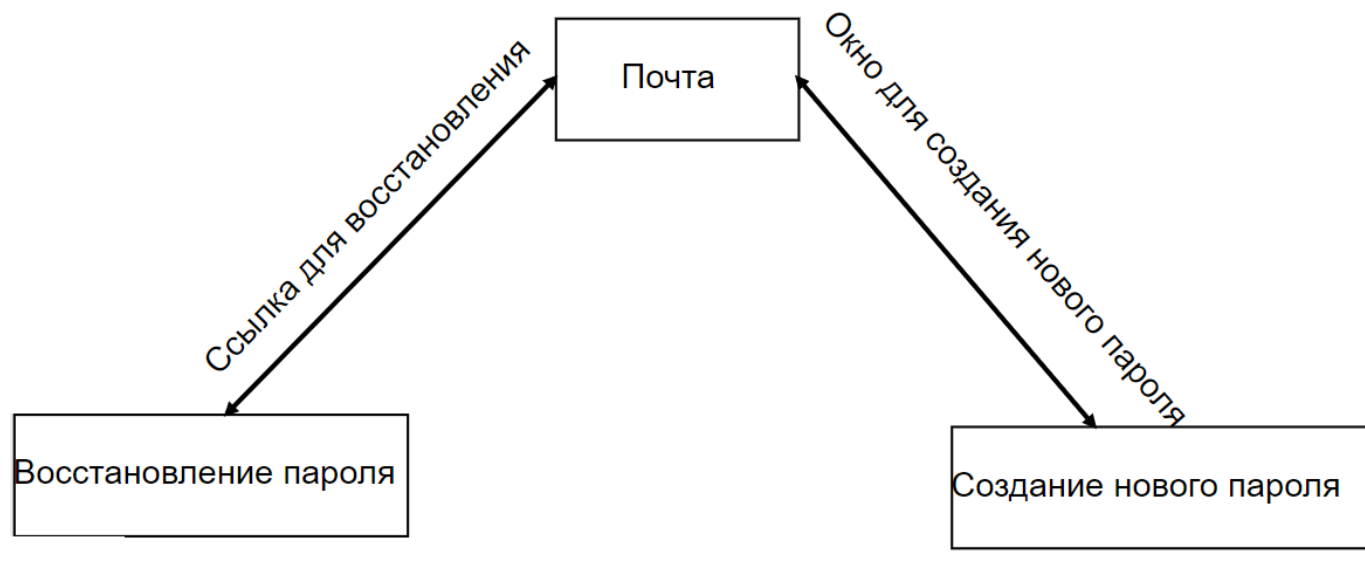 Почта
Ссылка для восстановления
Окно для создания нового пароля
Восстановление пароля
Создание нового пароля